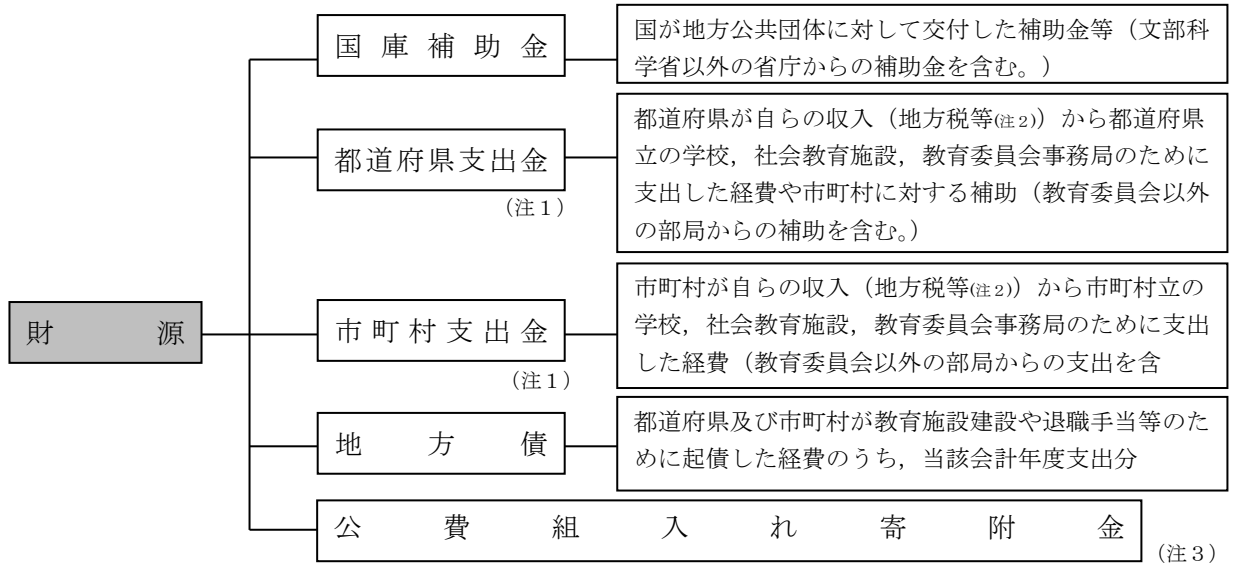 財源
国庫補助金
国が地方公共団体に対して交付した補助金等（文部科
学省以外の省庁からの補助金を含む。）
都道府県支出金
（注１）
都道府県が自らの収入（地方税等(注２)）から都道府県
立の学校，社会教育施設，教育委員会事務局のために
支出した経費や市町村に対する補助（教育委員会以外
の部局からの補助を含む。）
市町村支出金
（注１）
市町村が自らの収入（地方税等(注２)）から市町村立の
学校，社会教育施設，教育委員会事務局のために支出
した経費（教育委員会以外の部局からの支出を含
地方債
都道府県及び市町村が教育施設建設や退職手当等のた
めに起債した経費のうち，当該会計年度支出分
公費組入れ寄附金
（注３）